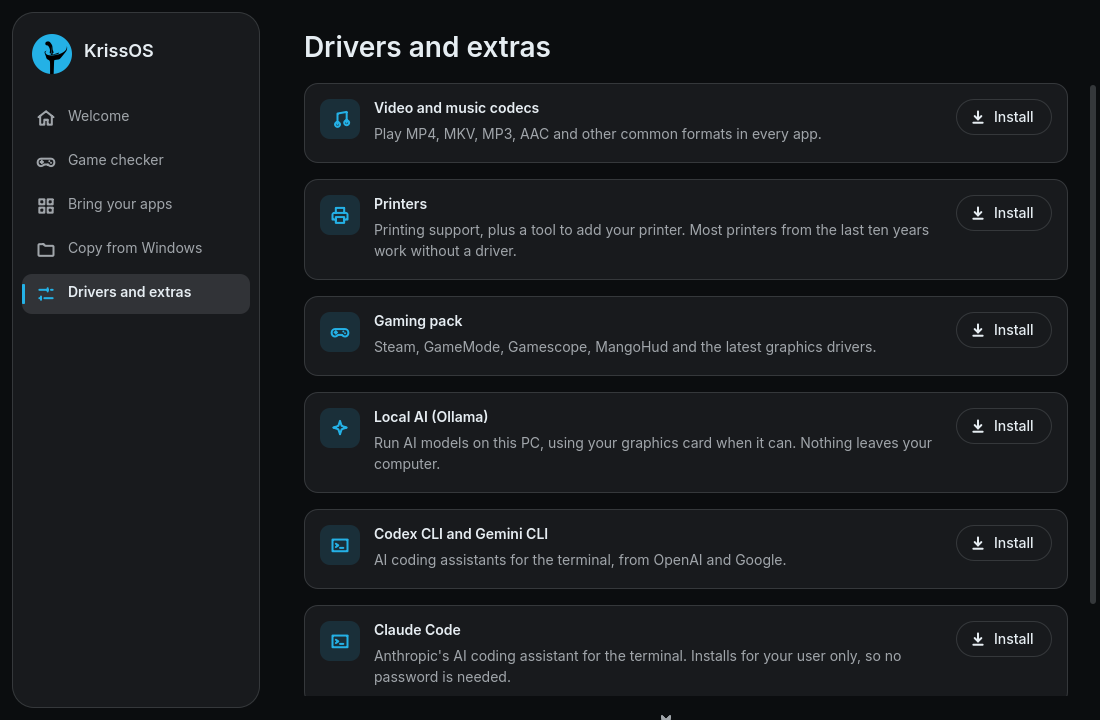 KrissOS
Welcome
Game checker
Bring your apps
Copy from Windows
Drivers and extras
Drivers and extras
Video and music codecs
Play MP4, MKV, MP3, AAC and other common formats in every app.
Install
Printers
Printing support, plus a tool to add your printer. Most printers from the last ten years
work without a driver.
Install
Gaming pack
Steam, GameMode, Gamescope, MangoHud and the latest graphics drivers.
Install
Local AI (Ollama)
Run AI models on this PC, using your graphics card when it can. Nothing leaves your
computer.
Install
Codex CLI and Gemini CLI
AI coding assistants for the terminal, from OpenAI and Google.
Install
Claude Code
Anthropic's AI coding assistant for the terminal. Installs for your user only, so no
password is needed.
Install